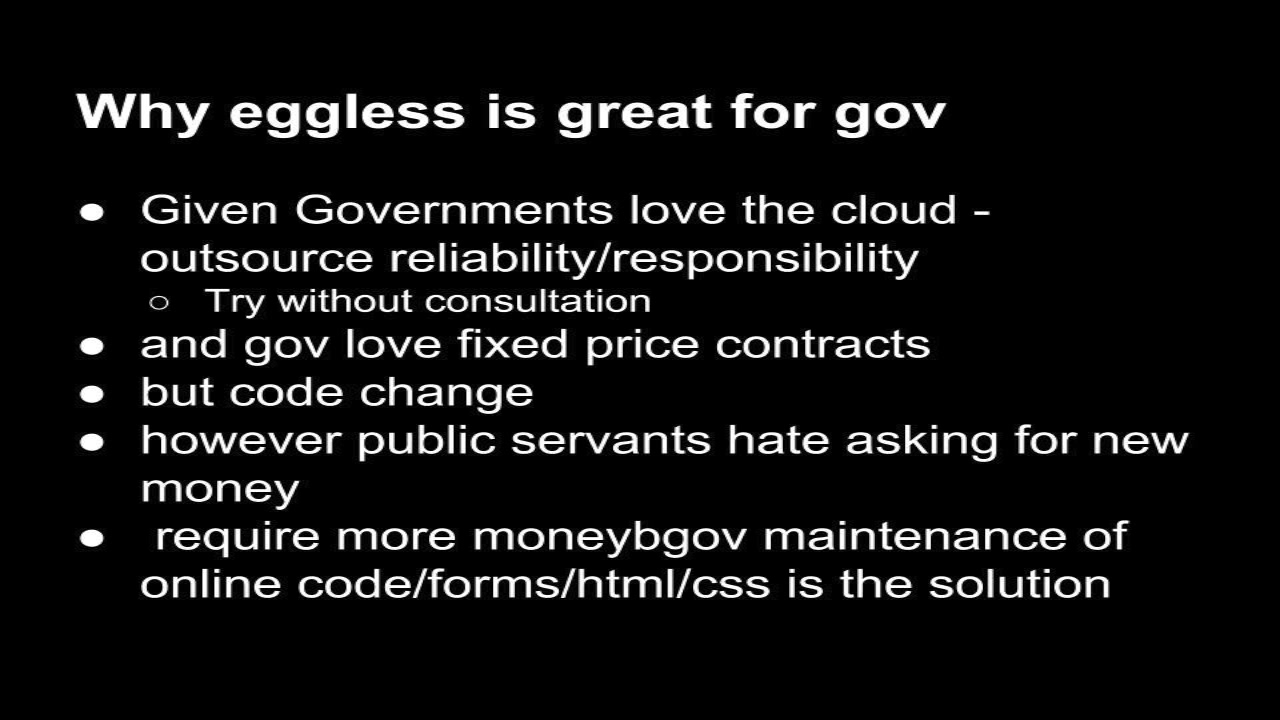 Why eggless is great for gov
● Given Governments love the cloud -
outsource reliability/responsibility
○ Try without consultation
● and gov love fixed price contracts
● but code change
● however public servants hate asking for new
money
● require more moneybgov maintenance of
online code/forms/html/css is the solution